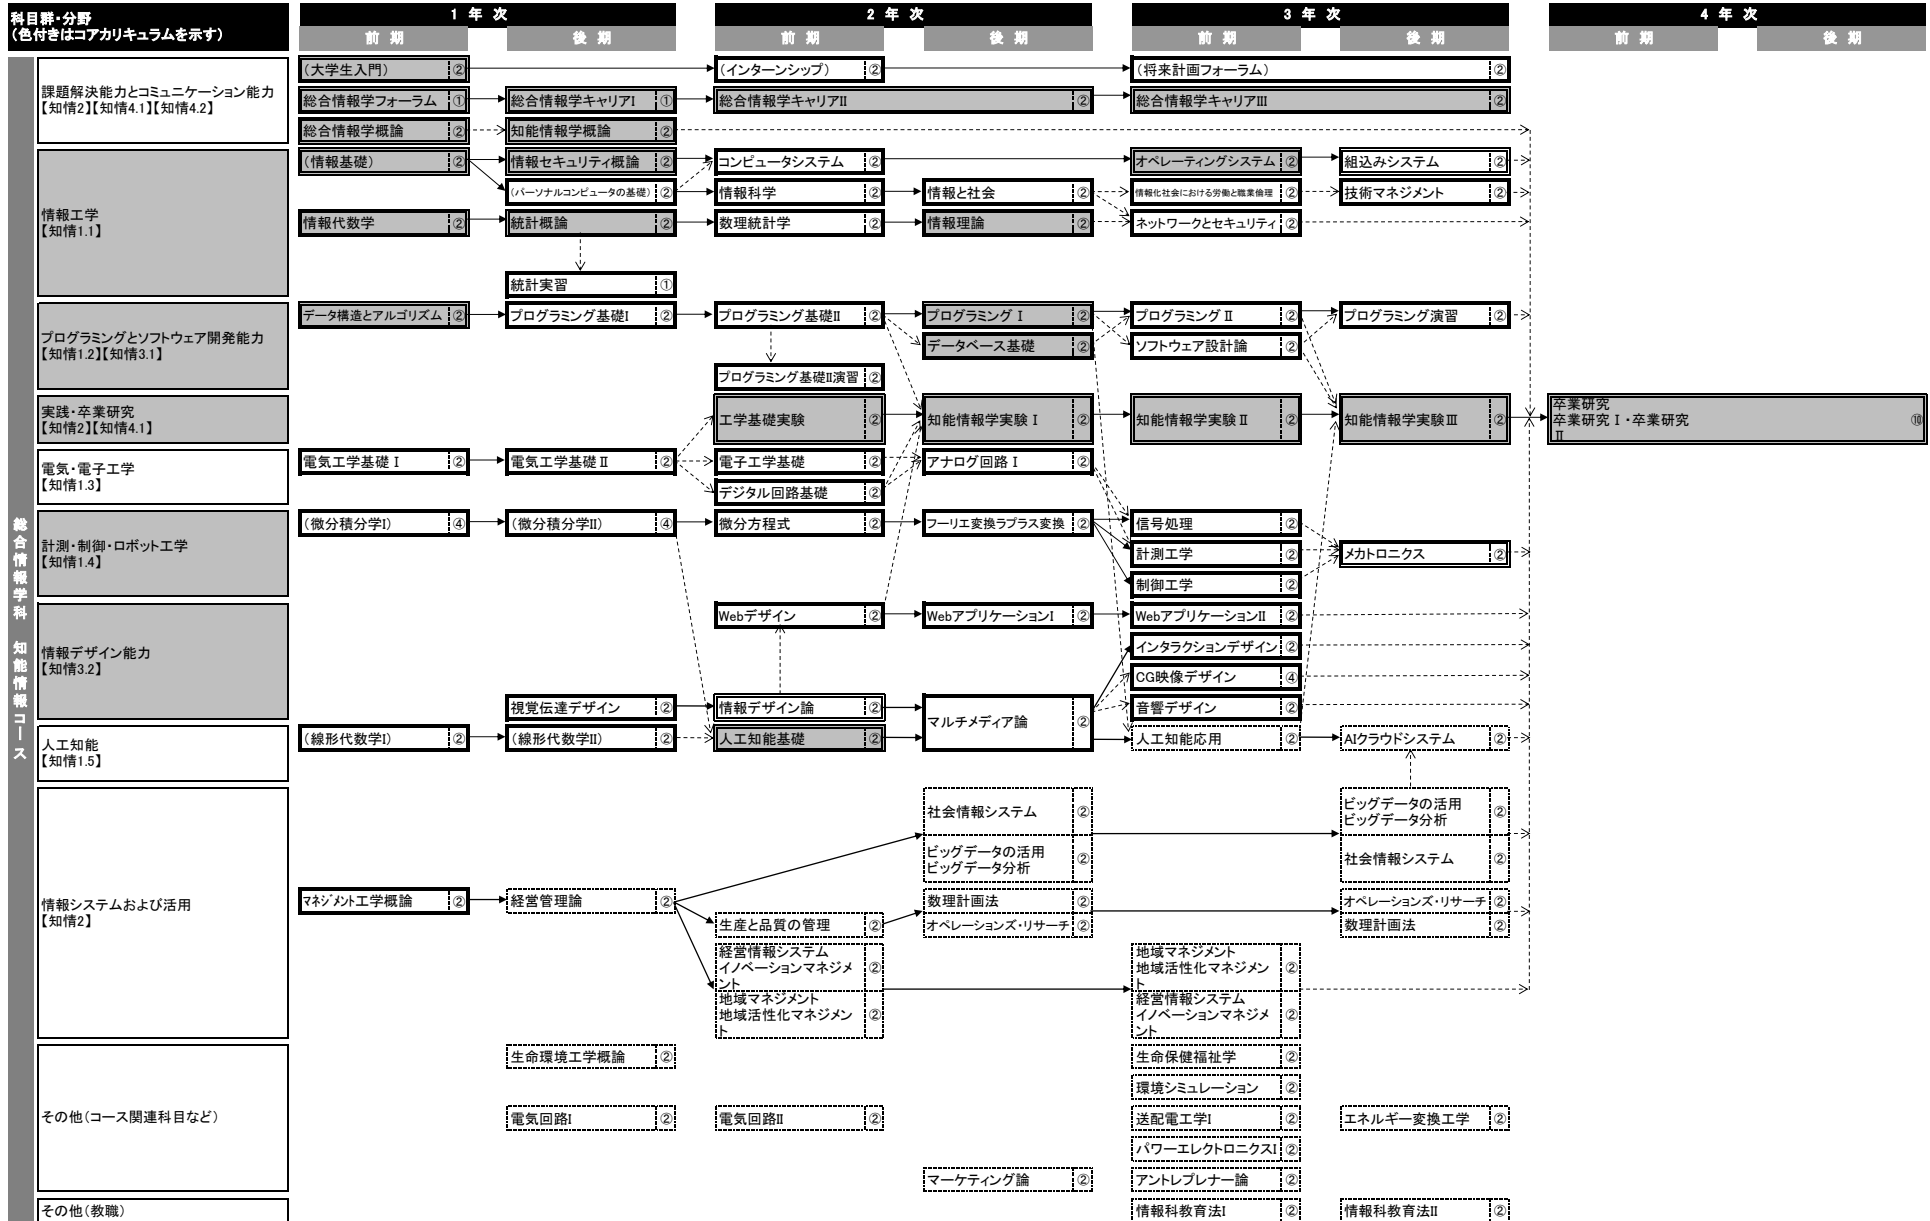 科目群・分野
(色付きはコアカリキュラムを示す)
1 年 次
2 年 次
3 年 次
4 年 次
前 期
後 期
前 期
後 期
前 期
後 期
前 期
後 期
総合情報学科 知能情報コース
課題解決能力とコミュニケーション能力
【知情2】【知情4.1】【知情4.2】
(大学生入門) ②
(インターンシップ) ②
(将来計画フォーラム) ②
総合情報学フォーラム ①
総合情報学キャリアI ①
総合情報学キャリアII ②
総合情報学キャリアIII ②
総合情報学概論 ②
知能情報学概論 ②
情報工学
【知情1.1】
(情報基礎) ②
情報セキュリティ概論 ②
コンピュータシステム ②
オペレーティングシステム ②
組込みシステム ②
(パーソナルコンピュータの基礎) ②
情報科学 ②
情報と社会 ②
情報化社会における労働と職業倫理 ②
技術マネジメント ②
情報代数学 ②
統計概論 ②
数理統計学 ②
情報理論 ②
ネットワークとセキュリティ ②
統計実習 ①
プログラミングとソフトウェア開発能力
【知情1.2】【知情3.1】
データ構造とアルゴリズム ②
プログラミング基礎I ②
プログラミング基礎II ②
プログラミング I ②
プログラミング II ②
プログラミング演習 ②
データベース基礎 ②
ソフトウェア設計論 ②
プログラミング基礎II演習 ②
実践・卒業研究
【知情2】【知情4.1】
工学基礎実験 ②
知能情報学実験 I ②
知能情報学実験 II ②
知能情報学実験Ⅲ ②
卒業研究
卒業研究 I ・卒業研究
II
⑩
電気・電子工学
【知情1.3】
電気工学基礎 I ②
電気工学基礎 II ②
電子工学基礎 ②
アナログ回路 I ②
デジタル回路基礎 ②
計測・制御・ロボット工学
【知情1.4】
(微分積分学I) ④
(微分積分学II) ④
微分方程式 ②
フーリエ変換ラプラス変換 ②
信号処理 ②
計測工学 ②
メカトロニクス ②
制御工学 ②
情報デザイン能力
【知情3.2】
Webデザイン ②
WebアプリケーションI ②
WebアプリケーションII ②
インタラクションデザイン ②
CG映像デザイン ④
視覚伝達デザイン ②
情報デザイン論 ②
マルチメディア論 ②
音響デザイン ②
人工知能
【知情1.5】
(線形代数学I) ②
(線形代数学II) ②
人工知能基礎 ②
人工知能応用 ②
AIクラウドシステム ②
情報システムおよび活用
【知情2】
社会情報システム ②
ビッグデータの活用
ビッグデータ分析 ②
ビッグデータの活用
ビッグデータ分析 ②
社会情報システム ②
マネジメント工学概論 ②
経営管理論 ②
数理計画法 ②
オペレーションズ・リサーチ ②
生産と品質の管理 ②
オペレーションズ・リサーチ ②
数理計画法 ②
経営情報システム
イノベーションマネジメ
ント
②
地域マネジメント
地域活性化マネジメン
ト
②
地域マネジメント
地域活性化マネジメン
ト
②
経営情報システム
イノベーションマネジメ
ント
②
その他(コース関連科目など)
生命環境工学概論 ②
生命保健福祉学 ②
環境シミュレーション ②
電気回路I ②
電気回路II ②
送配電工学I ②
エネルギー変換工学 ②
パワーエレクトロニクスI ②
マーケティング論 ②
アントレプレナー論 ②
その他(教職)
情報科教育法I ②
情報科教育法II ②